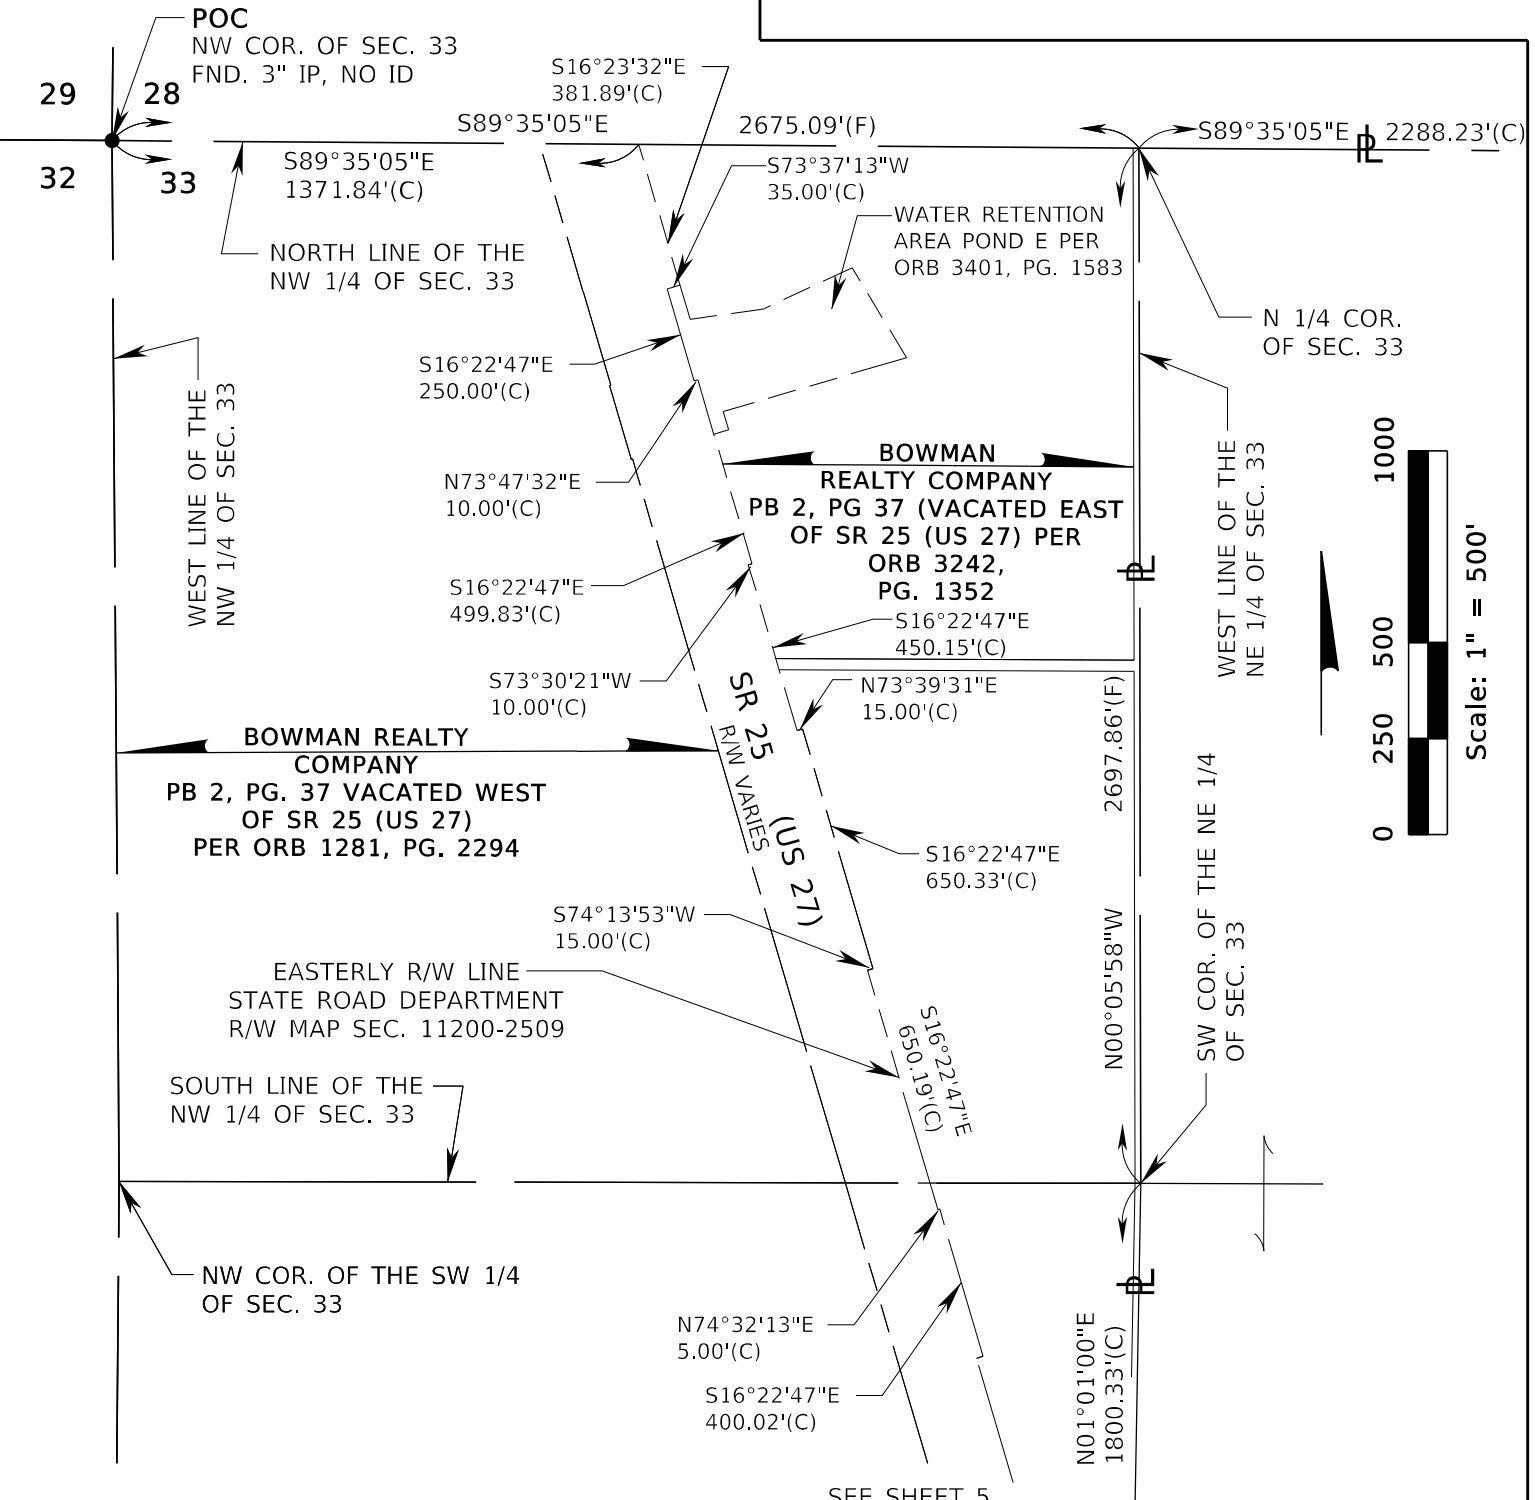 POC
NW COR. OF SEC. 33
FND. 3" IP, NO ID
29
28
32
33
S16°23'32"E
381.89'(C)
S89°35'05"E
2675.09'(F)
S89°35'05"E
PL
2288.23'(C)
S89°35'05"E
1371.84'(C)
S73°37'13"W
35.00'(C)
WATER RETENTION
AREA POND E PER
ORB 3401, PG. 1583
NORTH LINE OF THE
NW 1/4 OF SEC. 33
N 1/4 COR.
OF SEC. 33
S16°22'47"E
250.00'(C)
WEST LINE OF THE
NW 1/4 OF SEC. 33
N73°47'32"E
10.00'(C)
BOWMAN
REALTY COMPANY
PB 2, PG 37 (VACATED EAST
OF SR 25 (US 27) PER
ORB 3242,
PG. 1352
WEST LINE OF THE
NE 1/4 OF SEC. 33
1000
500
250
0
Scale: 1" = 500'
PL
S16°22'47"E
499.83'(C)
S16°22'47"E
450.15'(C)
S73°30'21"W
10.00'(C)
N73°39'31"E
15.00'(C)
SR 25
R/W VARIES
(US 27)
2697.86'(F)
N00°05'58"W
BOWMAN REALTY
COMPANY
PB 2, PG. 37 VACATED WEST
OF SR 25 (US 27)
PER ORB 1281, PG. 2294
S16°22'47"E
650.33'(C)
SW COR. OF THE NE 1/4
OF SEC. 33
S74°13'53"W
15.00'(C)
EASTERLY R/W LINE
STATE ROAD DEPARTMENT
R/W MAP SEC. 11200-2509
S16°22'47"E
650.19'(C)
SOUTH LINE OF THE
NW 1/4 OF SEC. 33
NW COR. OF THE SW 1/4
OF SEC. 33
PL
N74°32'13"E
5.00'(C)
N01°01'00"E
1800.33'(C)
S16°22'47"E
400.02'(C)
SEE SHEET 5